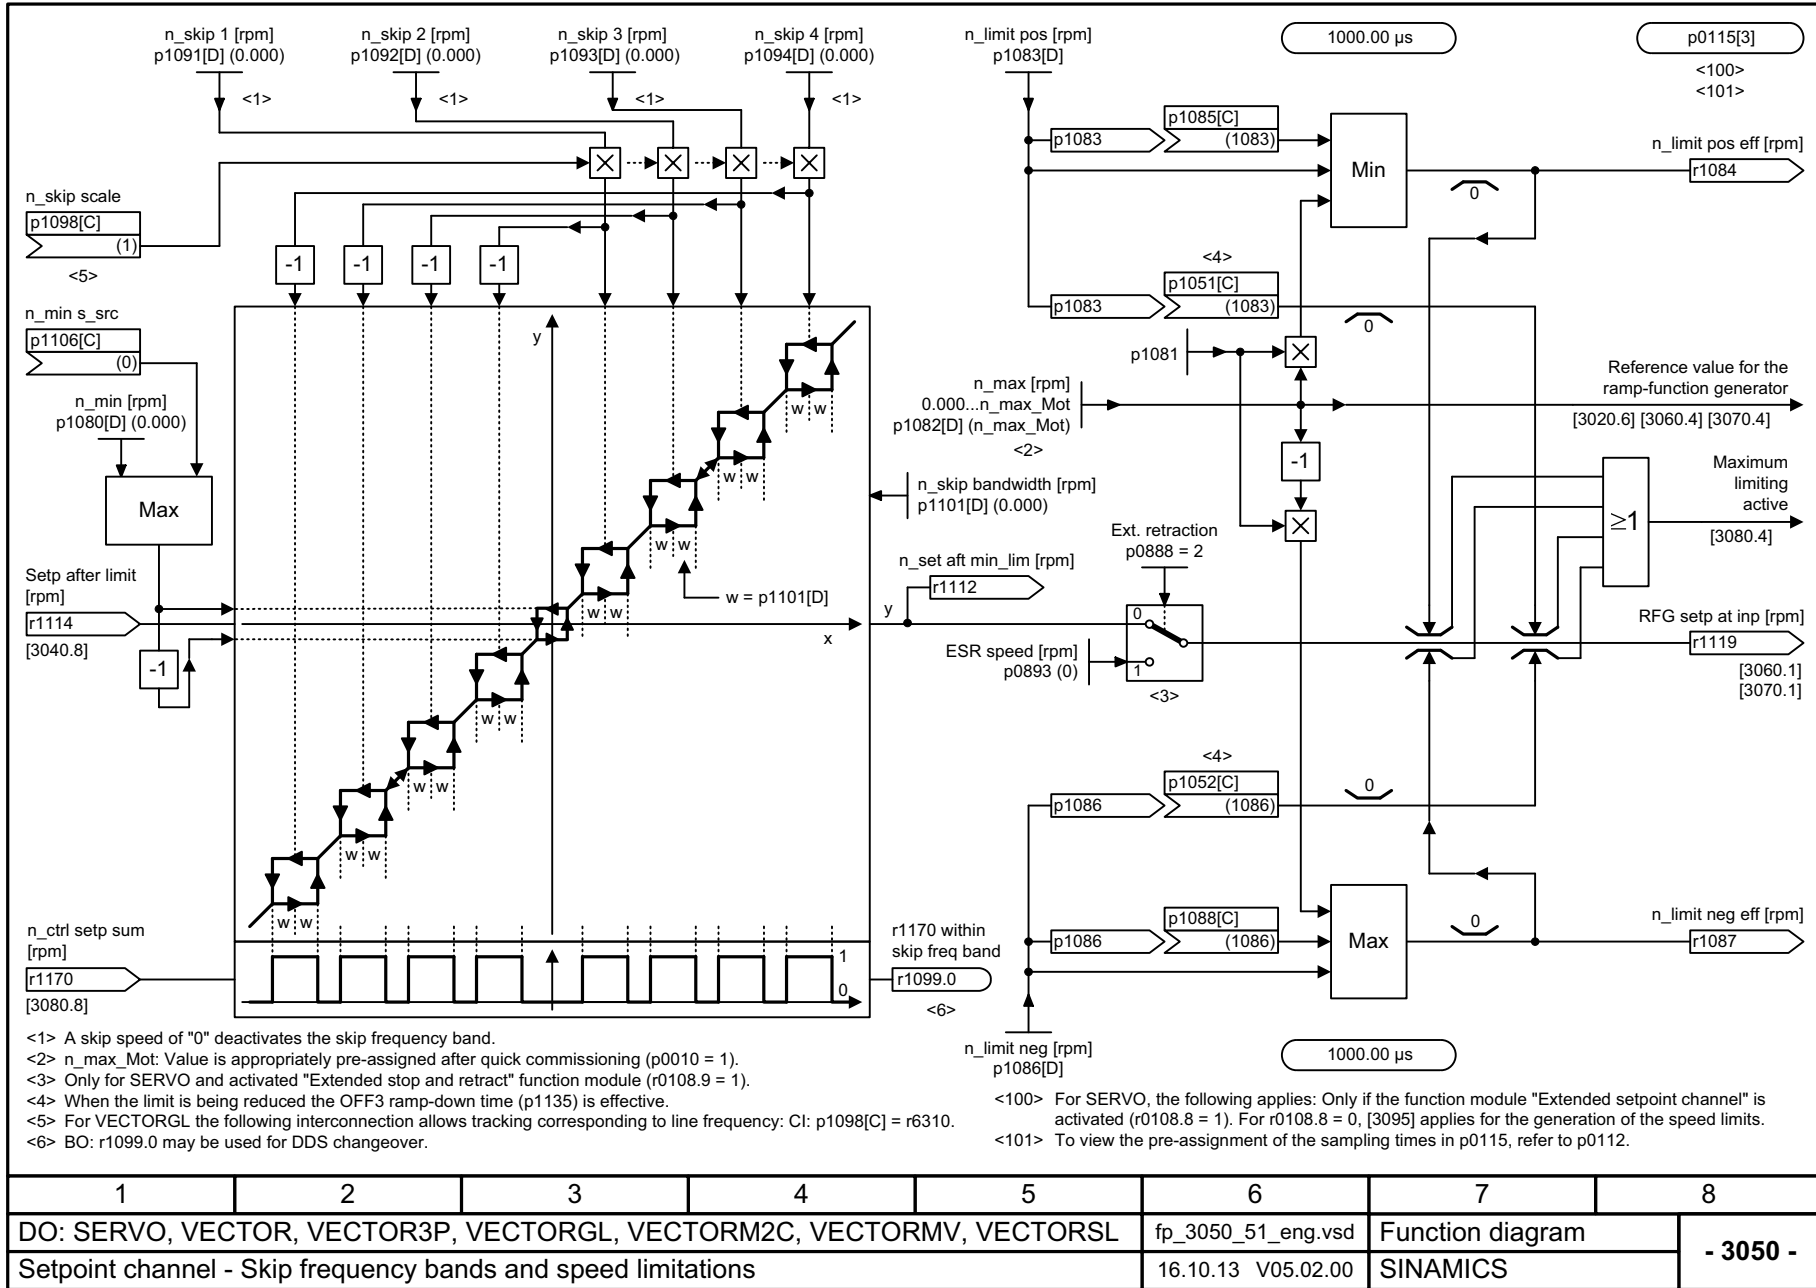 n_skip 1 [rpm]
p1091[D] (0.000)
<1>
n_skip 2 [rpm]
p1092[D] (0.000)
<1>
n_skip 3 [rpm]
p1093[D] (0.000)
<1>
n_skip 4 [rpm]
p1094[D] (0.000)
<1>
n_limit pos [rpm]
p1083[D]
1000.00 µs
p0115[3]
<100>
<101>
n_skip scale
p1098[C]
(1)
<5>
-1
-1
-1
-1
n_min s_src
p1106[C]
(0)
n_min [rpm]
p1080[D] (0.000)
Max
Setp after limit
[rpm]
r1114
[3040.8]
-1
y
x
w w
w w
w w
w w
w w
w w
w w
w w
w = p1101[D]
n_ctrl setp sum
[rpm]
r1170
[3080.8]
1
0
r1170 within
skip freq band
r1099.0
<6>
p1083
p1085[C]
(1083)
Min
0
n_limit pos eff [rpm]
r1084
<4>
p1083
p1051[C]
(1083)
0
p1081
n_max [rpm]
0.000...n_max_Mot
p1082[D] (n_max_Mot)
<2>
-1
Reference value for the
ramp-function generator
[3020.6] [3060.4] [3070.4]
n_skip bandwidth [rpm]
p1101[D] (0.000)
≥1
Maximum
limiting
active
[3080.4]
n_set aft min_lim [rpm]
r1112
y
Ext. retraction
p0888 = 2
0
1
<3>
ESR speed [rpm]
p0893 (0)
RFG setp at inp [rpm]
r1119
[3060.1]
[3070.1]
<4>
p1086
p1052[C]
(1086)
0
p1086
p1088[C]
(1086)
Max
0
n_limit neg eff [rpm]
r1087
n_limit neg [rpm]
p1086[D]
1000.00 µs
<1> A skip speed of "0" deactivates the skip frequency band.
<2> n_max_Mot: Value is appropriately pre-assigned after quick commissioning (p0010 = 1).
<3> Only for SERVO and activated "Extended stop and retract" function module (r0108.9 = 1).
<4> When the limit is being reduced the OFF3 ramp-down time (p1135) is effective.
<5> For VECTORGL the following interconnection allows tracking corresponding to line frequency: CI: p1098[C] = r6310.
<6> BO: r1099.0 may be used for DDS changeover.
<100> For SERVO, the following applies: Only if the function module "Extended setpoint channel" is
activated (r0108.8 = 1). For r0108.8 = 0, [3095] applies for the generation of the speed limits.
<101> To view the pre-assignment of the sampling times in p0115, refer to p0112.
1 2 3 4 5 6 7 8
DO: SERVO, VECTOR, VECTOR3P, VECTORGL, VECTORM2C, VECTORMV, VECTORSL
fp_3050_51_eng.vsd
Function diagram
- 3050 -
Setpoint channel - Skip frequency bands and speed limitations
16.10.13 V05.02.00
SINAMICS